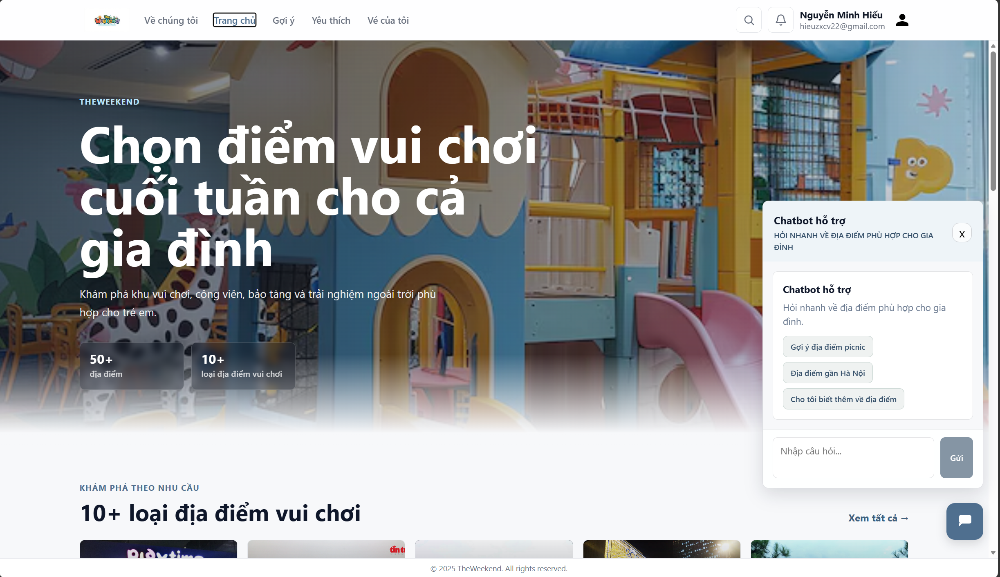 The Weekend
Về chúng tôi
Trang chủ
Gợi ý
Yêu thích
Vé của tôi
Nguyễn Minh Hiếu
hieuzxcv22@gmail.com
THEWEEKEND
Chọn điểm vui chơi
cuối tuần cho cả
gia đình
Khám phá khu vui chơi, công viên, bảo tàng và trải nghiệm ngoài trời phù
hợp cho trẻ em.
50+
địa điểm
10+
loại địa điểm vui chơi
Chatbot hỗ trợ
HỎI NHANH VỀ ĐỊA ĐIỂM PHÙ HỢP CHO GIA
ĐÌNH
X
Chatbot hỗ trợ
Hỏi nhanh về địa điểm phù hợp cho gia
đình.
Gợi ý địa điểm picnic
Địa điểm gần Hà Nội
Cho tôi biết thêm về địa điểm
Nhập câu hỏi...
Gửi
KHÁM PHÁ THEO NHU CẦU
10+ loại địa điểm vui chơi
Xem tất cả →
© 2025 TheWeekend. All rights reserved.